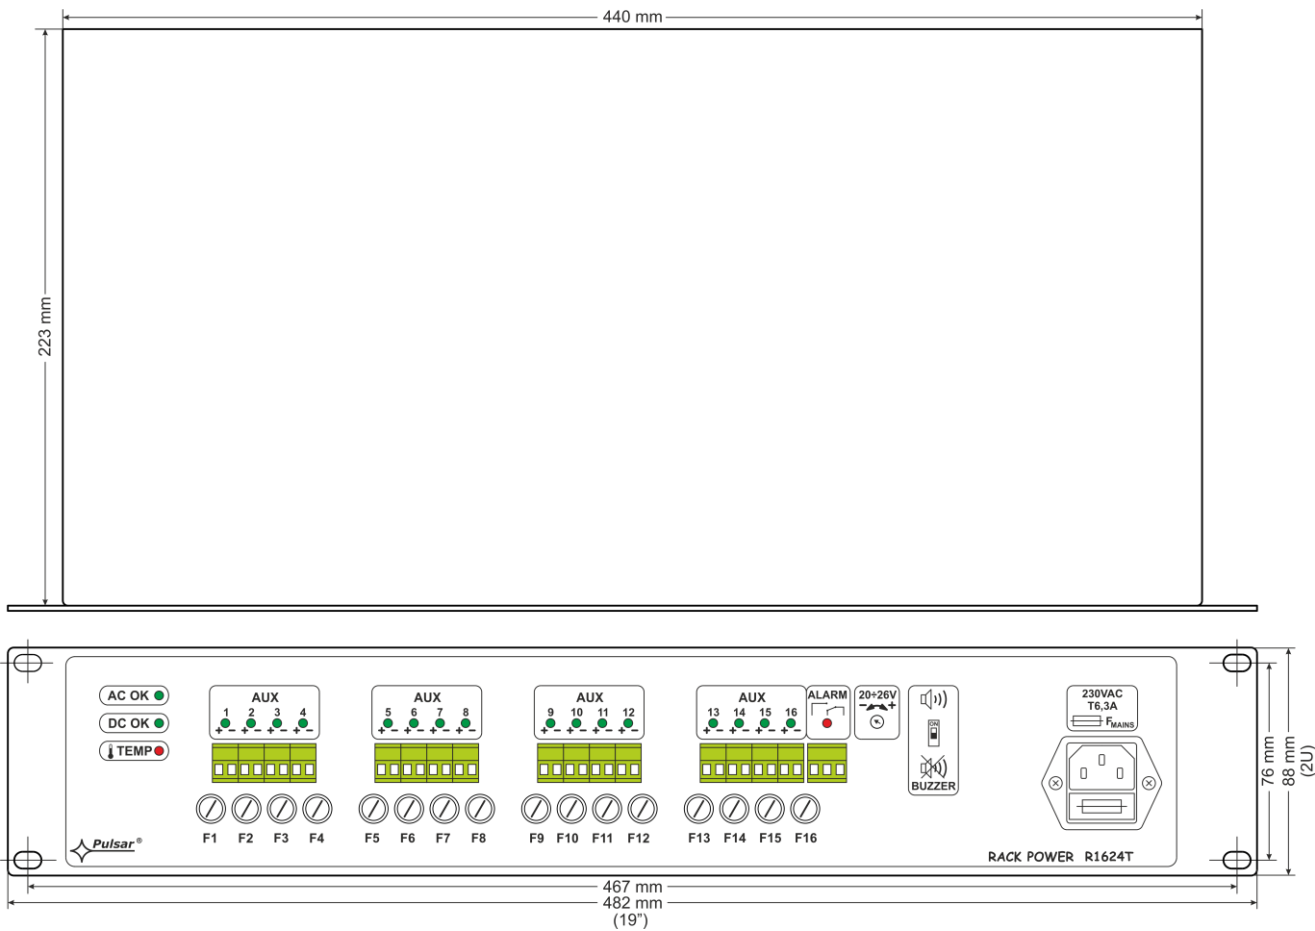 440 mm
223 mm
AC OK
DC OK
TEMP
AUX
1 2 3 4
+ - + - + - + -
AUX
5 6 7 8
+ - + - + - + -
AUX
9 10 11 12
+ - + - + - + -
AUX
13 14 15 16
+ - + - + - + -
ALARM
20÷26V
- +
ON
BUZZER
230VAC
T6,3A
FMAINS
F1 F2 F3 F4
F5 F6 F7 F8
F9 F10 F11 F12
F13 F14 F15 F16
Pulsar ®
RACK POWER R1624T
76 mm
88 mm
(2U)
467 mm
482 mm
(19")